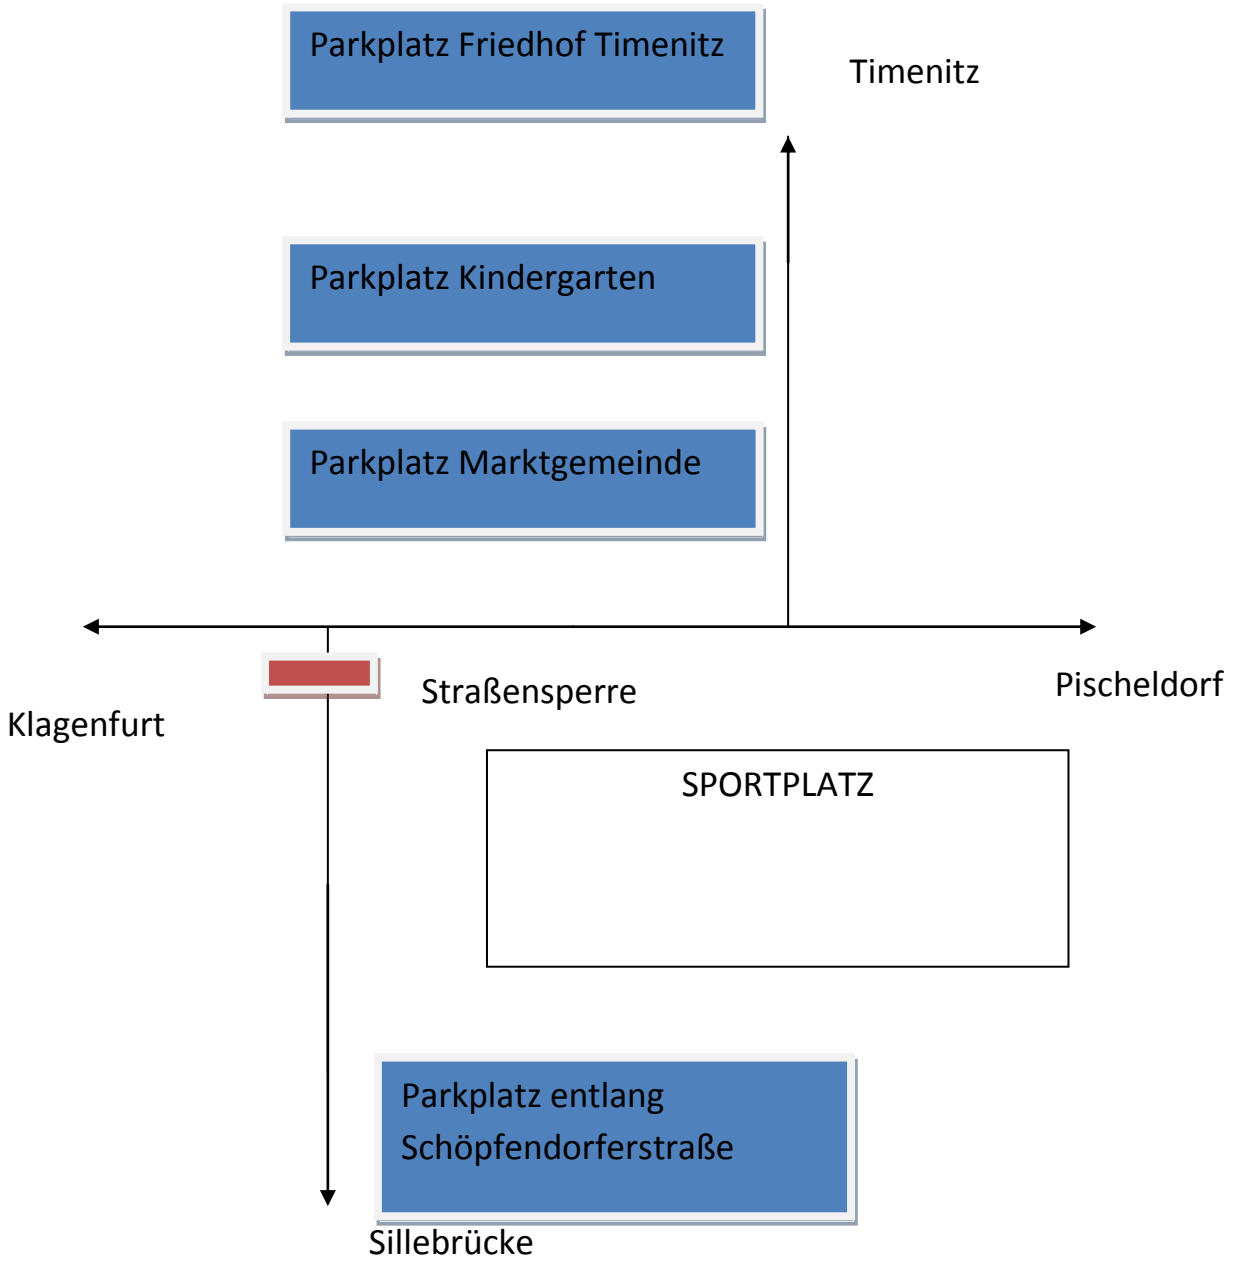 Parkplatz Friedhof Timenitz
Timenitz
Parkplatz Kindergarten
Parkplatz Marktgemeinde
Straßensperre
Pischeldorf
Klagenfurt
SPORTPLATZ
Parkplatz entlang
Schöpfendorferstraße
Sillebrücke